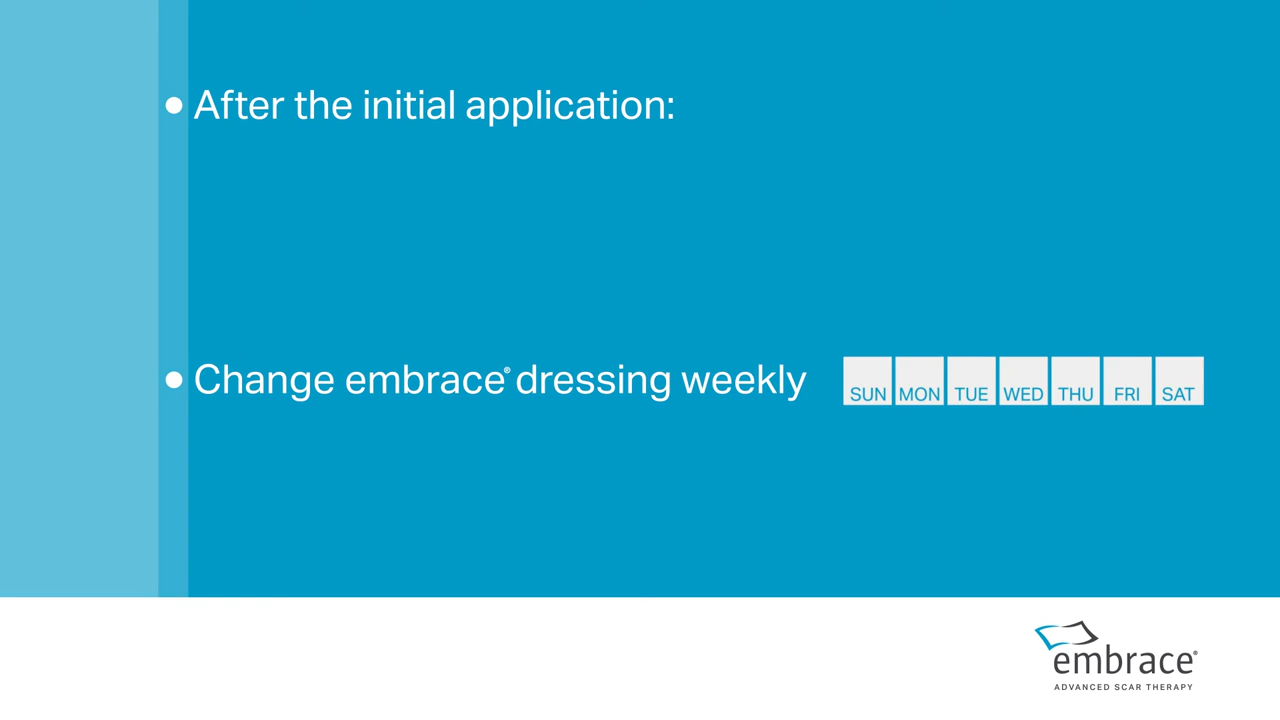 • After the initial application:
• Change embrace® dressing weekly
SUN MON TUE WED THU FRI SAT
embrace®
ADVANCED SCAR THERAPY